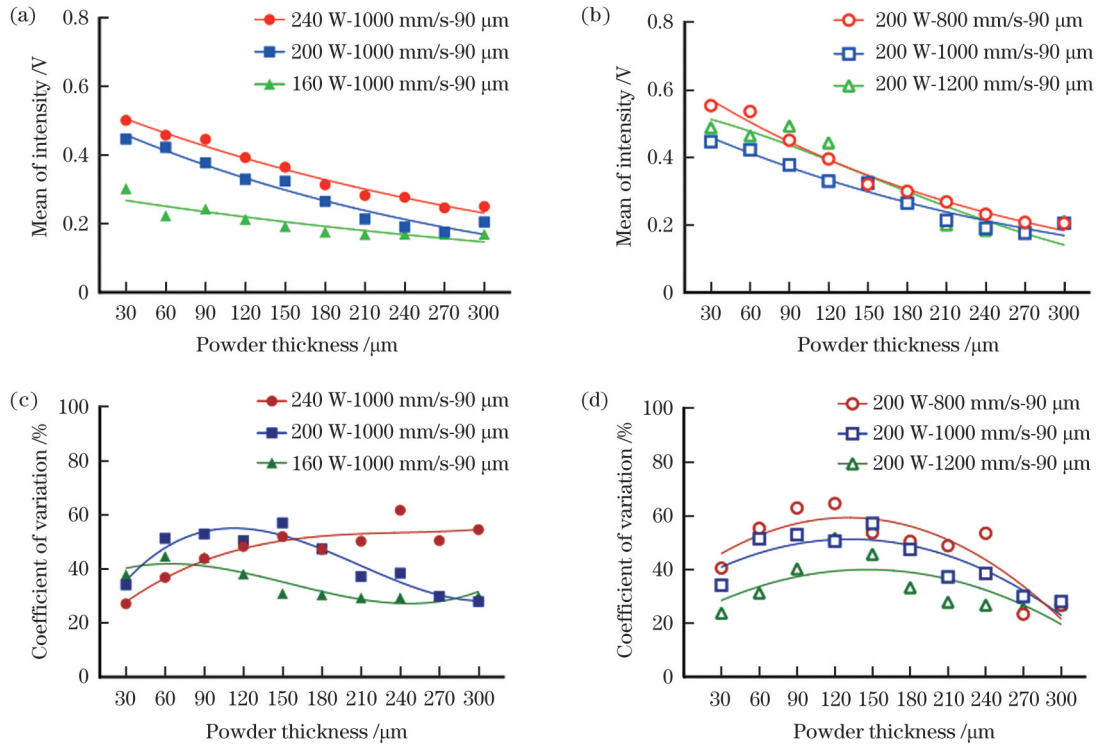 (a)
240 W-1000 mm/s-90 μm
200 W-1000 mm/s-90 μm
160 W-1000 mm/s-90 μm
Mean of intensity /V
0.8
0.6
0.4
0.2
0
30 60 90 120 150 180 210 240 270 300
Powder thickness /μm
(b)
200 W-800 mm/s-90 μm
200 W-1000 mm/s-90 μm
200 W-1200 mm/s-90 μm
Mean of intensity /V
0.8
0.6
0.4
0.2
0
30 60 90 120 150 180 210 240 270 300
Powder thickness /μm
(c)
240 W-1000 mm/s-90 μm
200 W-1000 mm/s-90 μm
160 W-1000 mm/s-90 μm
Coefficient of variation /%
100
80
60
40
20
0
30 60 90 120 150 180 210 240 270 300
Powder thickness /μm
(d)
200 W-800 mm/s-90 μm
200 W-1000 mm/s-90 μm
200 W-1200 mm/s-90 μm
Coefficient of variation /%
100
80
60
40
20
0
30 60 90 120 150 180 210 240 270 300
Powder thickness /μm